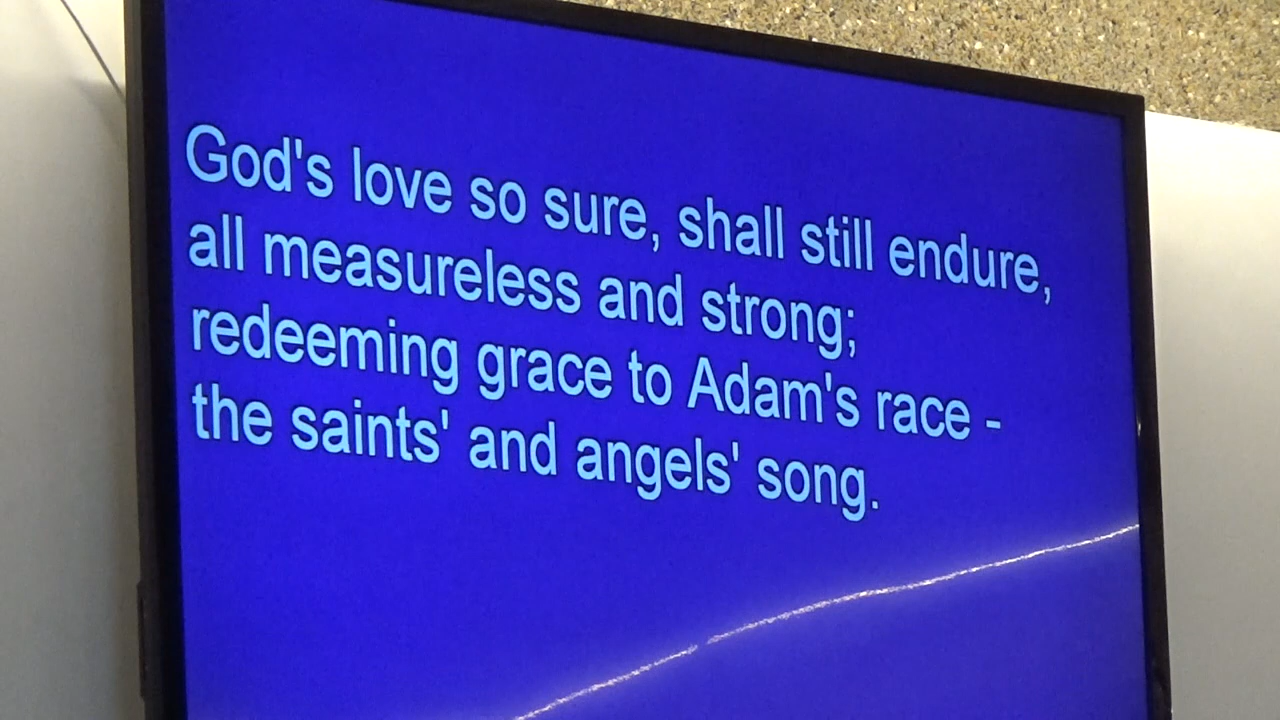 God's love so sure, shall still endure,
all measureless and strong;
redeeming grace to Adam's race -
the saints' and angels' song.